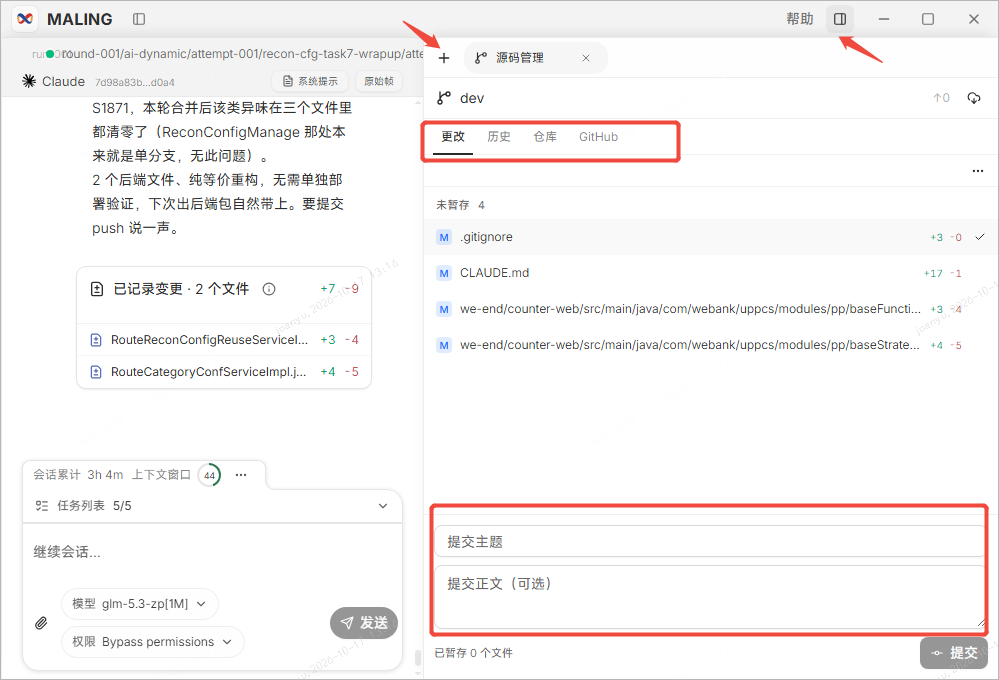 MALING
帮助
round-001/ai-dynamic/attempt-001/recon-cfg-task7-wrapup/atte
Claude 7d98a83b...d0a4
系统提示
原始帧
S1871，本轮合并后该类异味在三个文件里
都清零了（ReconConfigManage 那处本
来就是单分支，无此问题）。
2 个后端文件、纯等价重构，无需单独部
署验证，下次出后端包自然带上。要提交
push 说一声。
已记录变更 · 2 个文件 +7 -9
RouteReconConfigReuseServiceI... +3 -4
RouteCategoryConfServiceImpl.j... +4 -5
会话累计 3h 4m 上下文窗口 44 ...
任务列表 5/5
继续会话...
模型 glm-5.3-zp[1M]
权限 Bypass permissions
发送
源码管理
dev
↑0
更改 历史 仓库 GitHub
...
未暂存 4
M .gitignore +3 -0
M CLAUDE.md +17 -1
M we-end/counter-web/src/main/java/com/webank/uppcs/modules/pp/baseFuncti... +3 -4
M we-end/counter-web/src/main/java/com/webank/uppcs/modules/pp/baseStrate... +4 -5
提交主题
提交正文（可选）
已暂存 0 个文件
提交